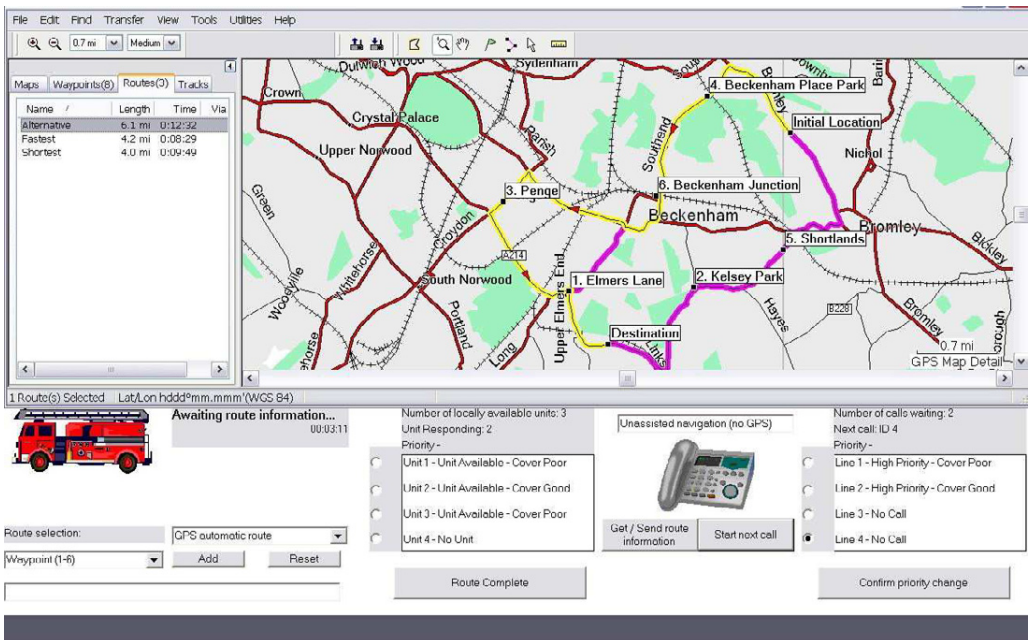 File Edit Find Transfer View Tools Utilities Help
0.7 mi Medium
Maps Waypoints(8) Routes(3) Tracks
Name / Length Time Via
Alternative 6.1 mi 0:12:32
Fastest 4.2 mi 0:08:29
Shortest 4.0 mi 0:09:49
Dulwich Wood
Sydenham
Crown
4. Beckenham Place Park
Crystal Palace
Initial Location
Parish
Southend
Upper Norwood
Nichol
3. Penge
6. Beckenham Junction
Green
Beckenham
Croydon
Bromley
5. Shortlands
Bickley
A214
Whitehorse
South Norwood
1. Elmers Lane
2. Kelsey Park
Woodville
Portland
Upper Elmers End
Hayes
B228
Bromley
Destination
Long
Links
0.7 mi
GPS Map Detail
1 Route(s) Selected Lat/Lon hddd°mm.mmm'(WGS 84)
Awaiting route information...
00:03:11
Number of locally available units: 3
Unit Responding: 2
Priority -
Unit 1 - Unit Available - Cover Poor
Unit 2 - Unit Available - Cover Good
Unit 3 - Unit Available - Cover Poor
Unit 4 - No Unit
Unassisted navigation (no GPS)
Number of calls waiting: 2
Next call: ID 4
Priority -
Line 1 - High Priority - Cover Poor
Line 2 - High Priority - Cover Good
Line 3 - No Call
Line 4 - No Call
Route selection:
GPS automatic route
Waypoint (1-6)
Add Reset
Get / Send route
information
Start next call
Route Complete
Confirm priority change